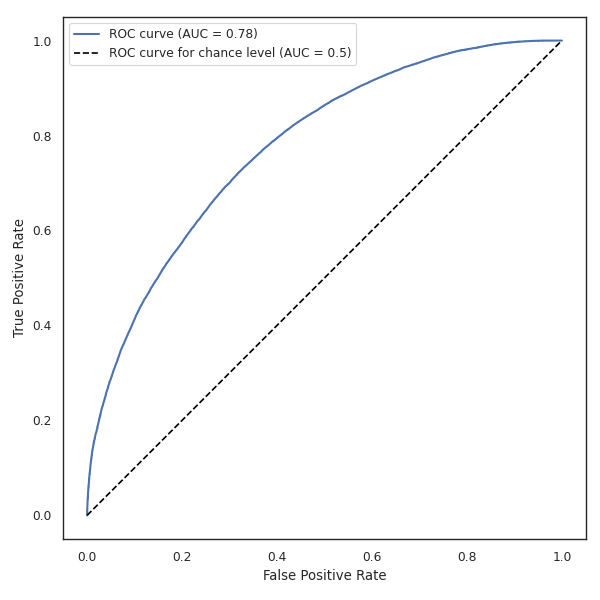 ROC curve (AUC = 0.78)
ROC curve for chance level (AUC = 0.5)
True Positive Rate
1.0
0.8
0.6
0.4
0.2
0.0
0.0 0.2 0.4 0.6 0.8 1.0
False Positive Rate